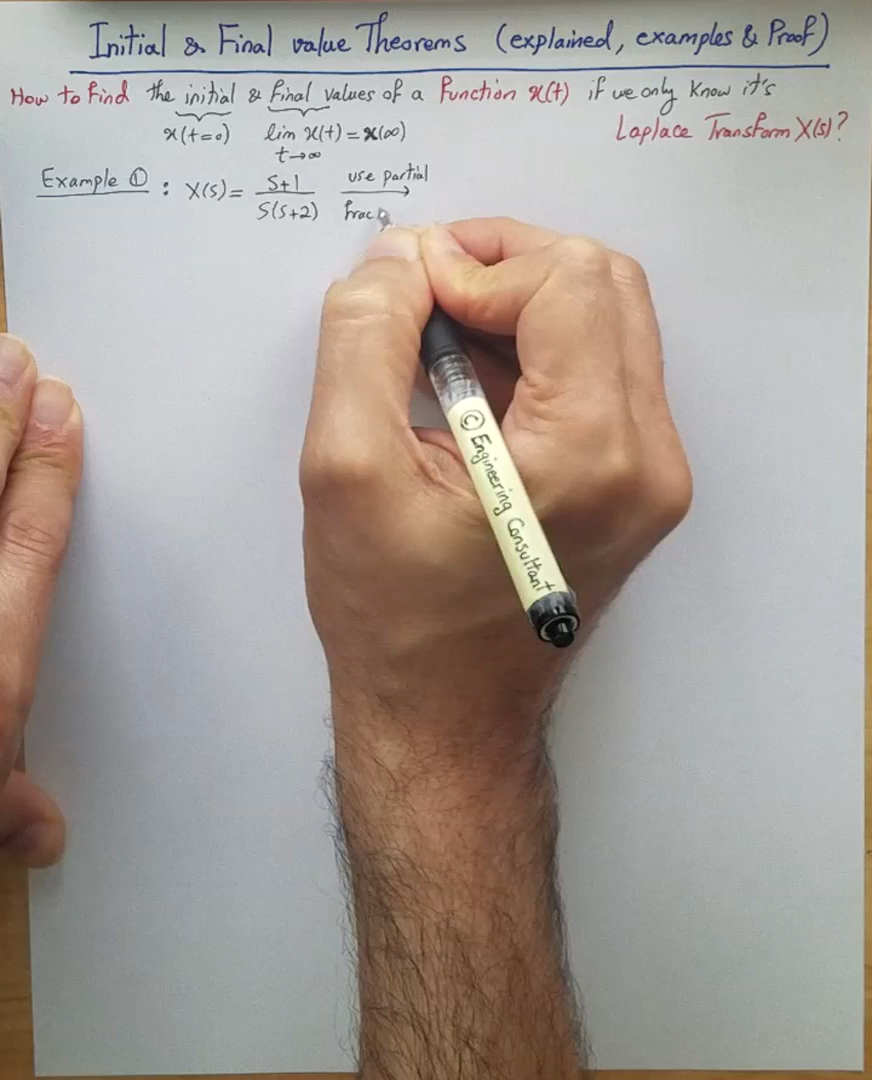 Initial & Final value Theorems (explained, examples & Proof)
How to find the initial & final values of a function x(t) if we only know it's
x(t=0) lim x(t) = x(∞) Laplace Transform X(s)?
t→∞
Example ① : X(s) = S+1 use partial
S(S+2) frac
© Engineering Consultant